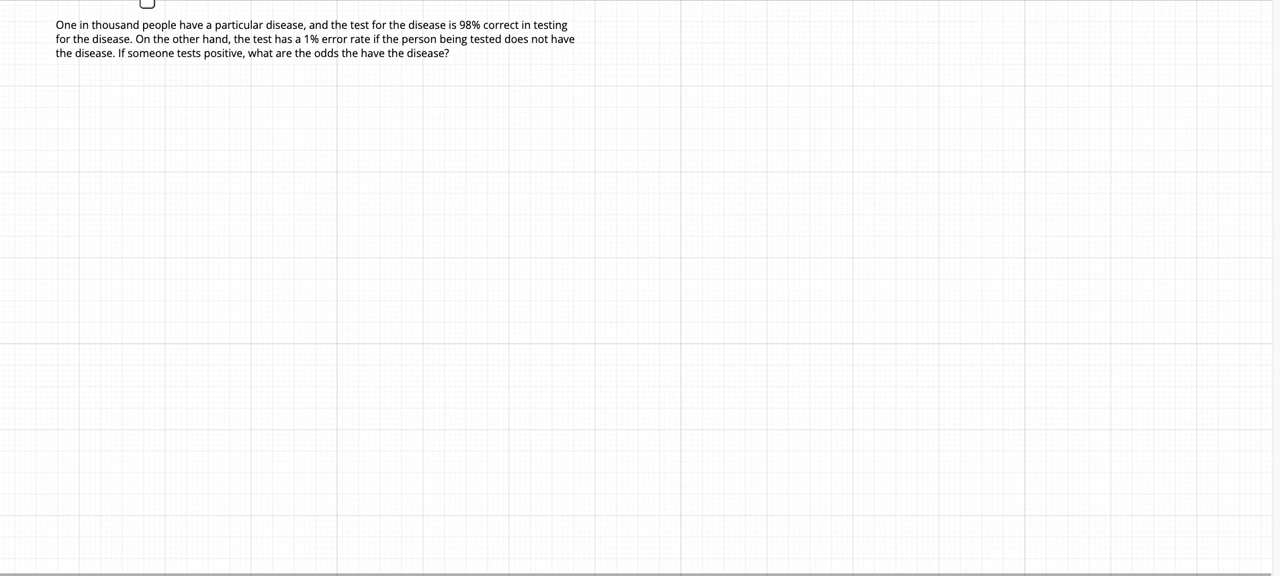 One in thousand people have a particular disease, and the test for the disease is 98% correct in testing
for the disease. On the other hand, the test has a 1% error rate if the person being tested does not have
the disease. If someone tests positive, what are the odds the have the disease?